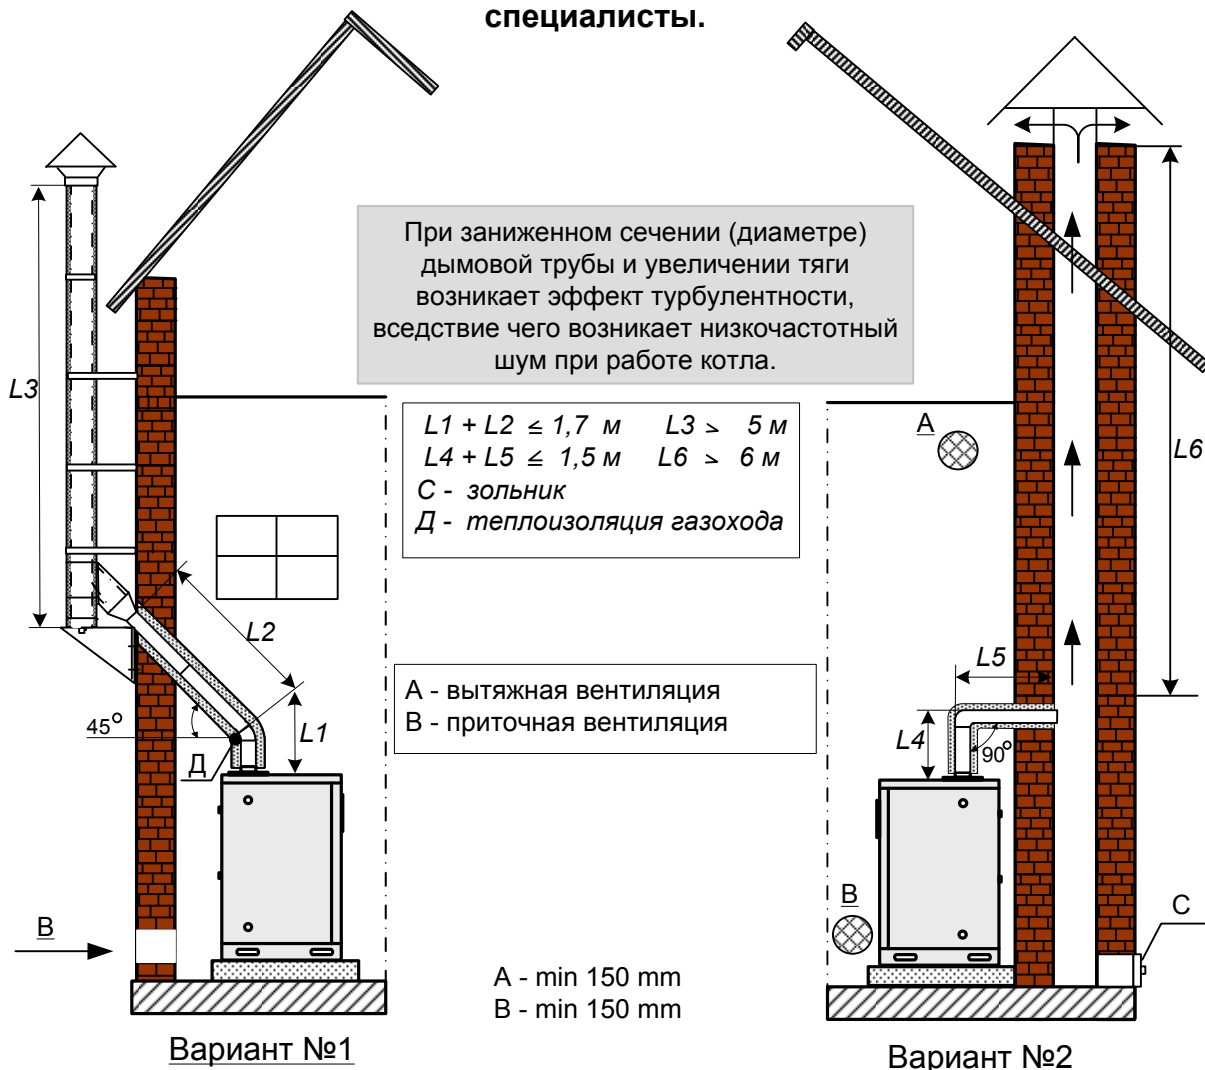 специалисты.
При заниженном сечении (диаметре)
дымовой трубы и увеличении тяги
возникает эффект турбулентности,
вседствие чего возникает низкочастотный
шум при работе котла.
L3
L1 + L2 ≤ 1,7 м L3 > 5 м
L4 + L5 ≤ 1,5 м L6 > 6 м
С - зольник
Д - теплоизоляция газохода
А
L6
L2
L5
А - вытяжная вентиляция
В - приточная вентиляция
45°
L1
Д
L4
90°
В
В
С
А - min 150 mm
В - min 150 mm
Вариант №1
Вариант №2